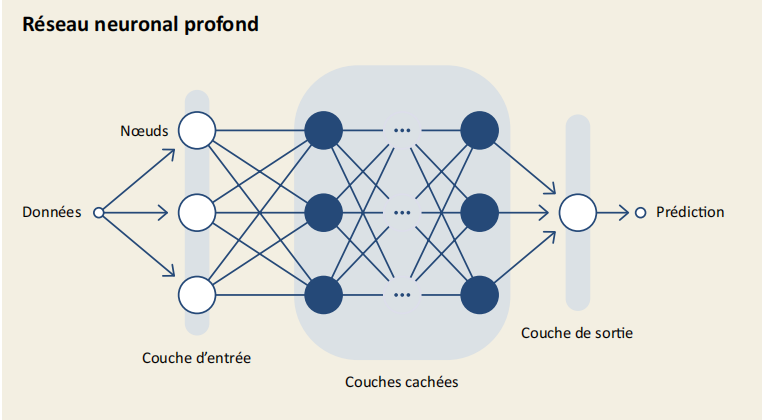 Réseau neuronal profond
Nœuds
Données
Prédiction
Couche de sortie
Couche d’entrée
Couches cachées